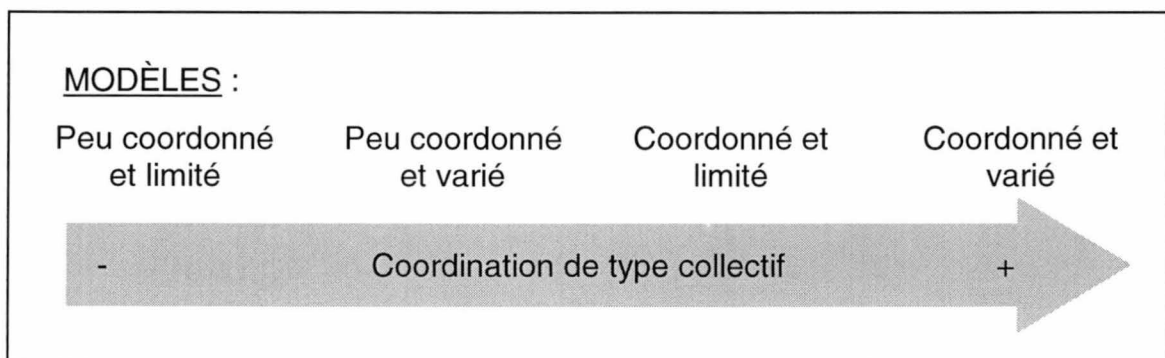 MODÈLES :
Peu coordonné Peu coordonné Coordonné et Coordonné et
et limité et varié limité varié
- Coordination de type collectif +